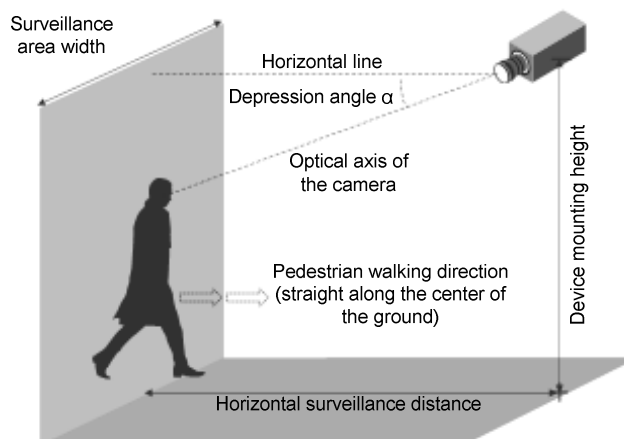 Surveillance
area width
Horizontal line
Depression angle α
Optical axis of
the camera
Device mounting height
Pedestrian walking direction
(straight along the center of
the ground)
Horizontal surveillance distance